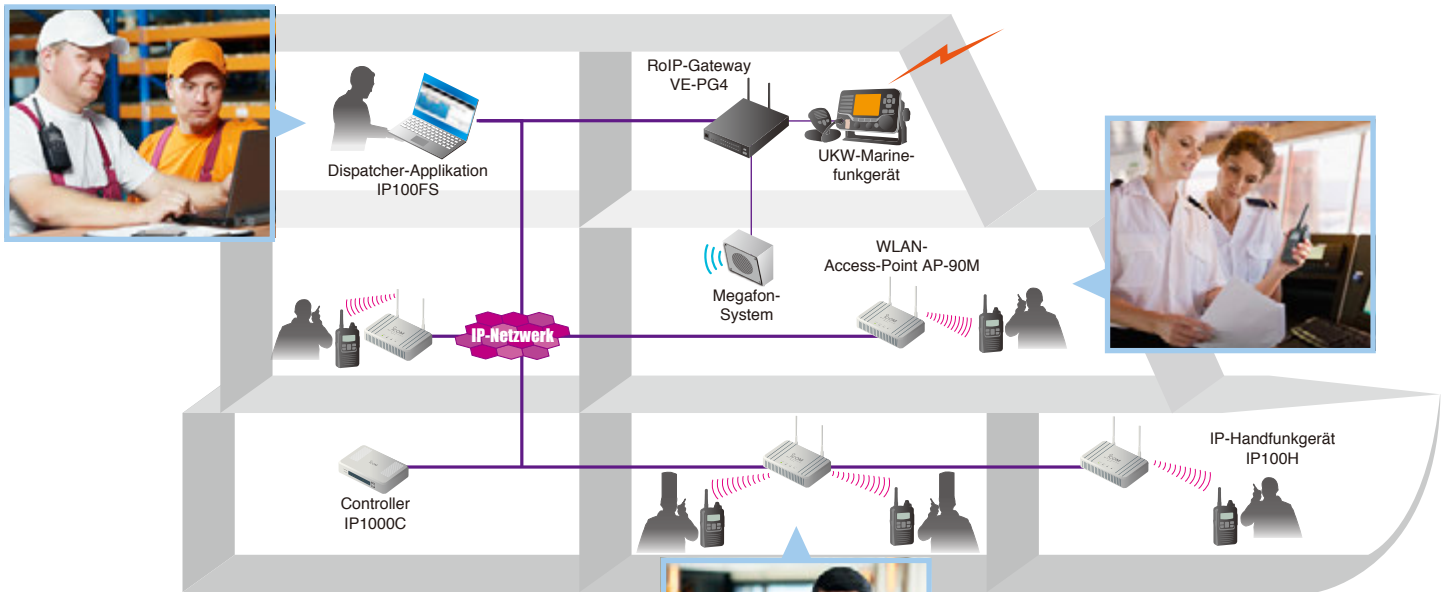 RoIP-Gateway
VE-PG4
Dispatcher-Applikation
IP100FS
UKW-Marine-
funkgerät
WLAN-
Access-Point AP-90M
Megafon-
System
IP-Netzwerk
IP-Handfunkgerät
IP100H
Controller
IP1000C